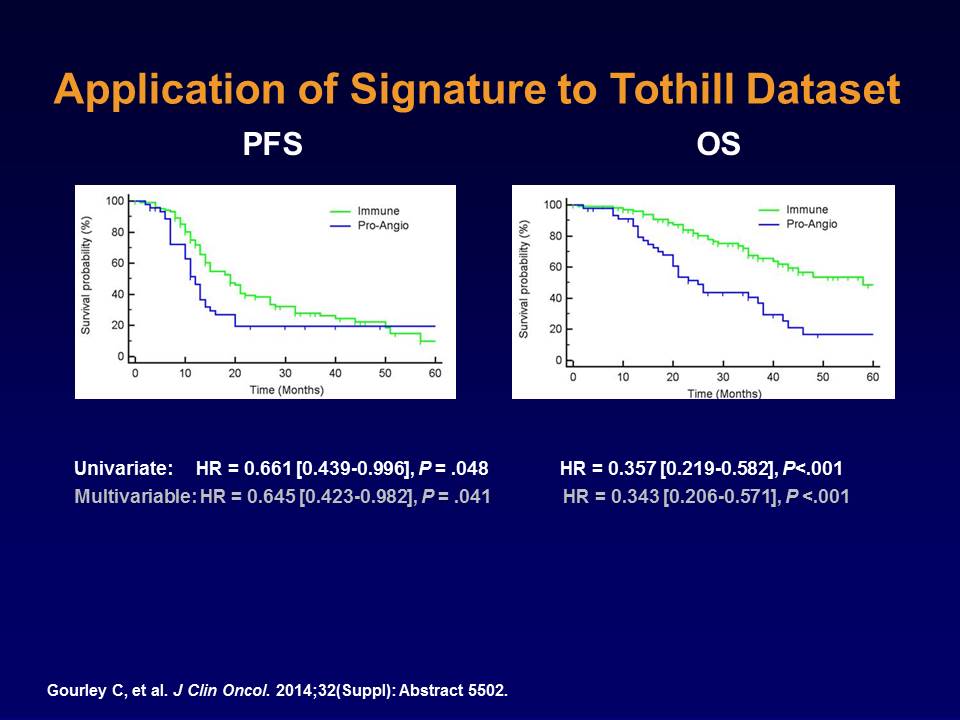 Application of Signature to Tothill Dataset
PFS
OS
Survival probability (%)
100
80
60
40
20
0
Immune
Pro-Angio
0 10 20 30 40 50 60
Time (Months)
Survival probability (%)
100
80
60
40
20
0
Immune
Pro-Angio
0 10 20 30 40 50 60
Time (Months)
Univariate: HR = 0.661 [0.439-0.996], P = .048 HR = 0.357 [0.219-0.582], P<.001
Multivariable: HR = 0.645 [0.423-0.982], P = .041 HR = 0.343 [0.206-0.571], P <.001
Gourley C, et al. J Clin Oncol. 2014;32(Suppl): Abstract 5502.